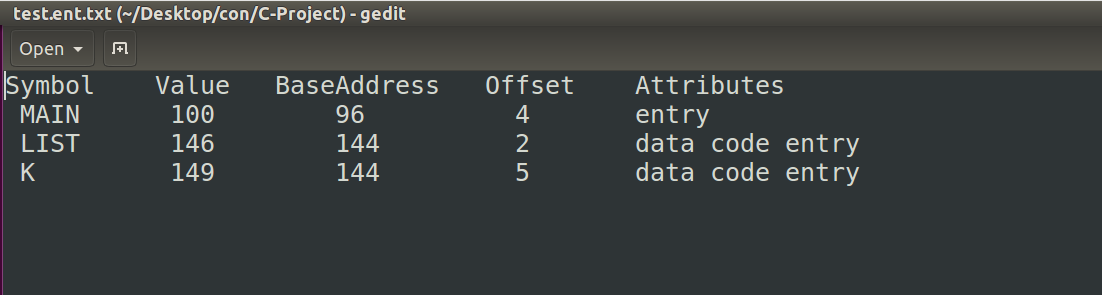 test.ent.txt (~/Desktop/con/C-Project) - gedit
Open
Symbol    Value   BaseAddress   Offset    Attributes
 MAIN      100        96          4       entry
 LIST      146        144         2       data code entry
 K         149        144         5       data code entry